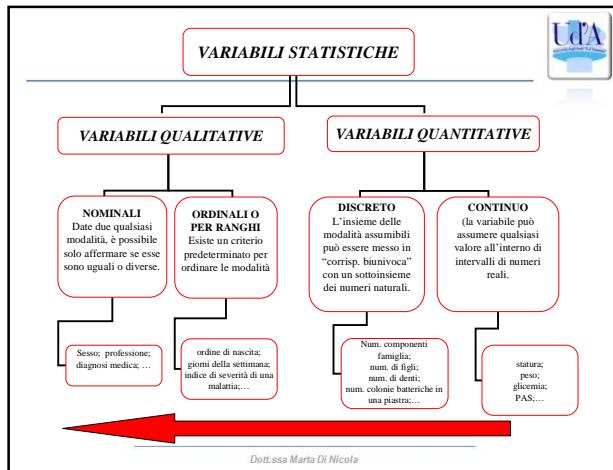 VARIABILI STATISTICHE
Ud'A
VARIABILI QUALITATIVE
VARIABILI QUANTITATIVE
NOMINALI
Date due qualsiasi
modalità, è possibile
solo affermare se esse
sono uguali o diverse.
ORDINALI O
PER RANGHI
Esiste un criterio
predeterminato per
ordinare le modalità
DISCRETO
L'insieme delle
modalità assumibili
può essere messo in
"corrisp. biunivoca"
con un sottoinsieme
dei numeri naturali.
CONTINUO
(la variabile può
assumere qualsiasi
valore all'interno di
intervalli di numeri
reali.
Sesso; professione;
diagnosi medica; …
ordine di nascita;
giorni della settimana;
indice di severità di una
malattia;…
Num. componenti
famiglia;
num. di figli;
num. di denti;
num. colonie batteriche in
una piastra;…
statura;
peso;
glicemia;
PAS;…
Dott.ssa Marta Di Nicola